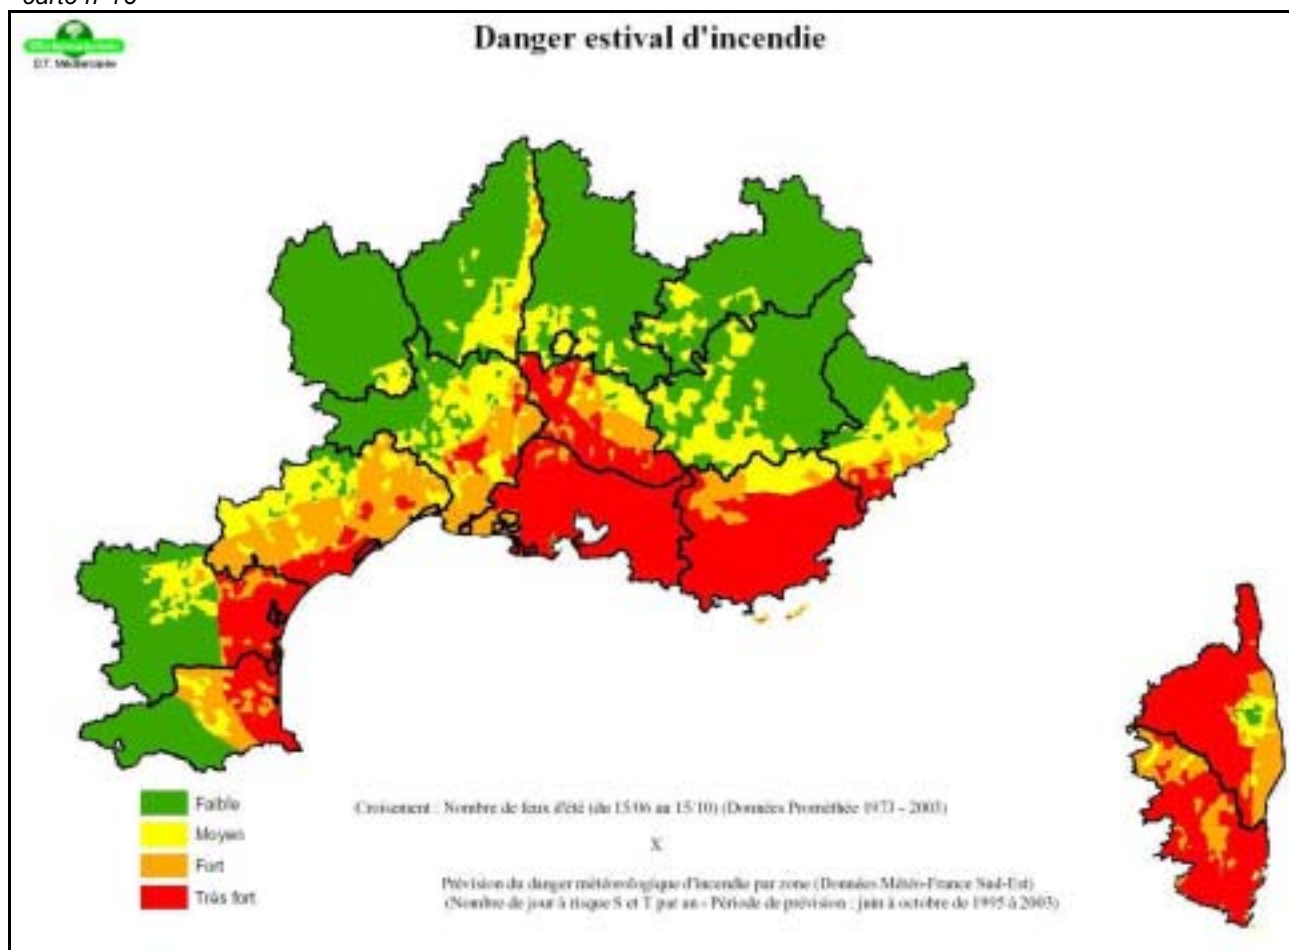 Danger estival d'incendie
D.T. Méditerranée
Faible
Moyen
Fort
Très fort
Croisement : Nombre de feux d'été (du 15/06 au 15/10) (Données Prométhée 1973 - 2003)
X
Prévision du danger météorologique d'incendie par zone (Données Météo-France Sud-Est)
(Nombre de jour à risque S et T par an - Période de prévision : juin à octobre de 1995 à 2003)